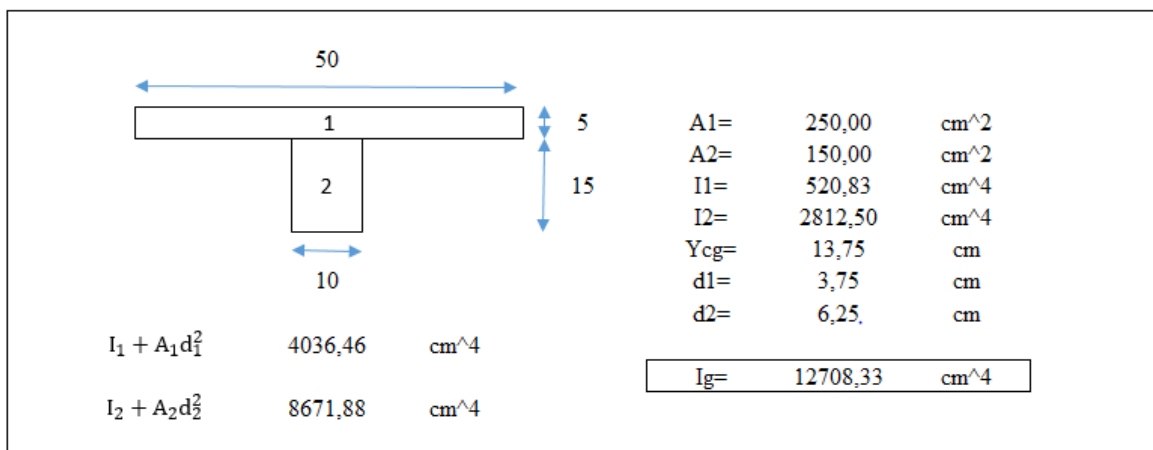 50
1
5
2
15
10
A1= 250,00 cm^2
A2= 150,00 cm^2
I1= 520,83 cm^4
I2= 2812,50 cm^4
Ycg= 13,75 cm
d1= 3,75 cm
d2= 6,25. cm
I₁ + A₁d₁² 4036,46 cm^4
Ig= 12708,33 cm^4
I₂ + A₂d₂² 8671,88 cm^4